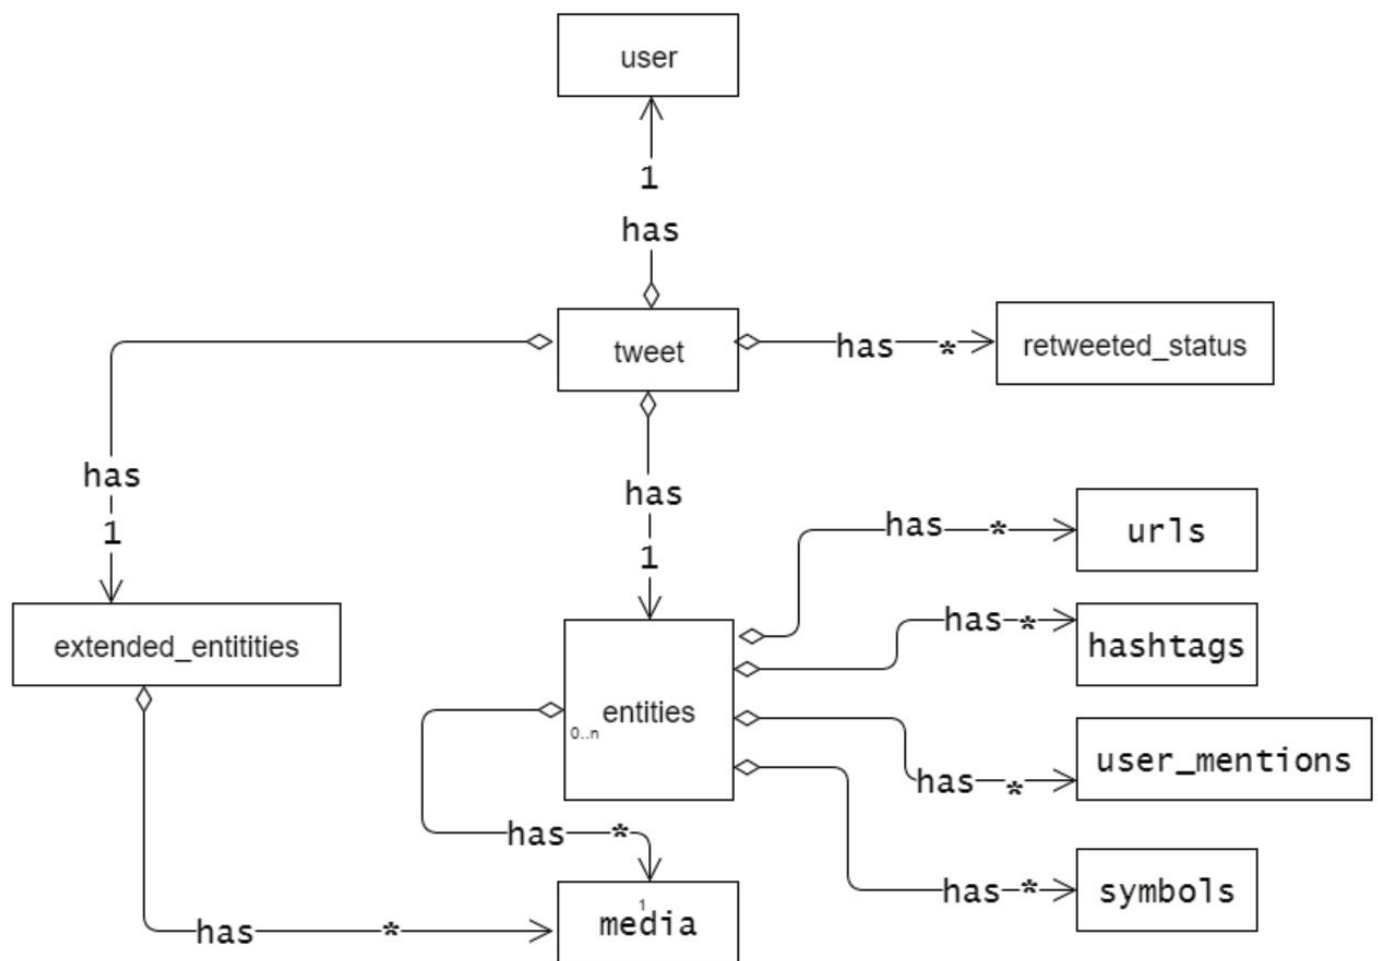 user
1
has
tweet
has
*
retweeted_status
has
1
has
1
has
*
urls
extended_entitities
entities
0..n
has
*
hashtags
has
*
user_mentions
has
*
has
*
symbols
1
media
has
*